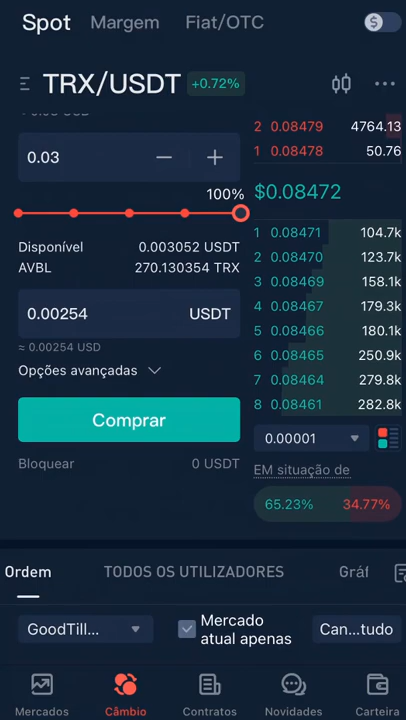 Spot Margem Fiat/OTC
TRX/USDT +0.72%
0.03
100%
Disponível 0.003052 USDT
AVBL 270.130354 TRX
0.00254 USDT
≈ 0.00254 USD
Opções avançadas
Comprar
Bloquear 0 USDT
2 0.08479 4764.13
1 0.08478 50.76
$0.08472
1 0.08471 104.7k
2 0.08470 123.7k
3 0.08469 158.1k
4 0.08467 179.3k
5 0.08466 180.1k
6 0.08465 250.9k
7 0.08464 279.8k
8 0.08461 282.8k
0.00001
EM situação de
65.23% 34.77%
Ordem TODOS OS UTILIZADORES Gráf
GoodTill... Mercado atual apenas Can...tudo
Mercados Câmbio Contratos Novidades Carteira